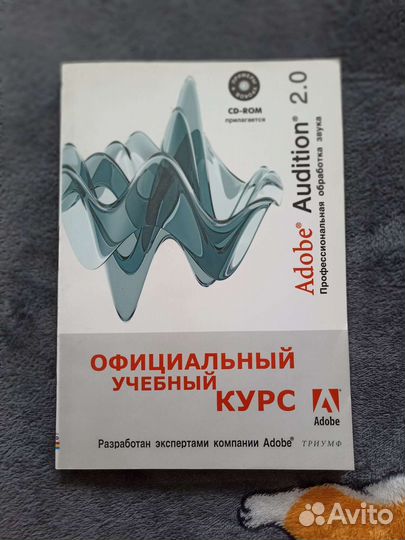 CD-ROM
прилагается
Adobe® Audition® 2.0
Профессиональная обработка звука
ОФИЦИАЛЬНЫЙ
УЧЕБНЫЙ
КУРС
Adobe
Разработан экспертами компании Adobe®
ТРИУМФ
Avito